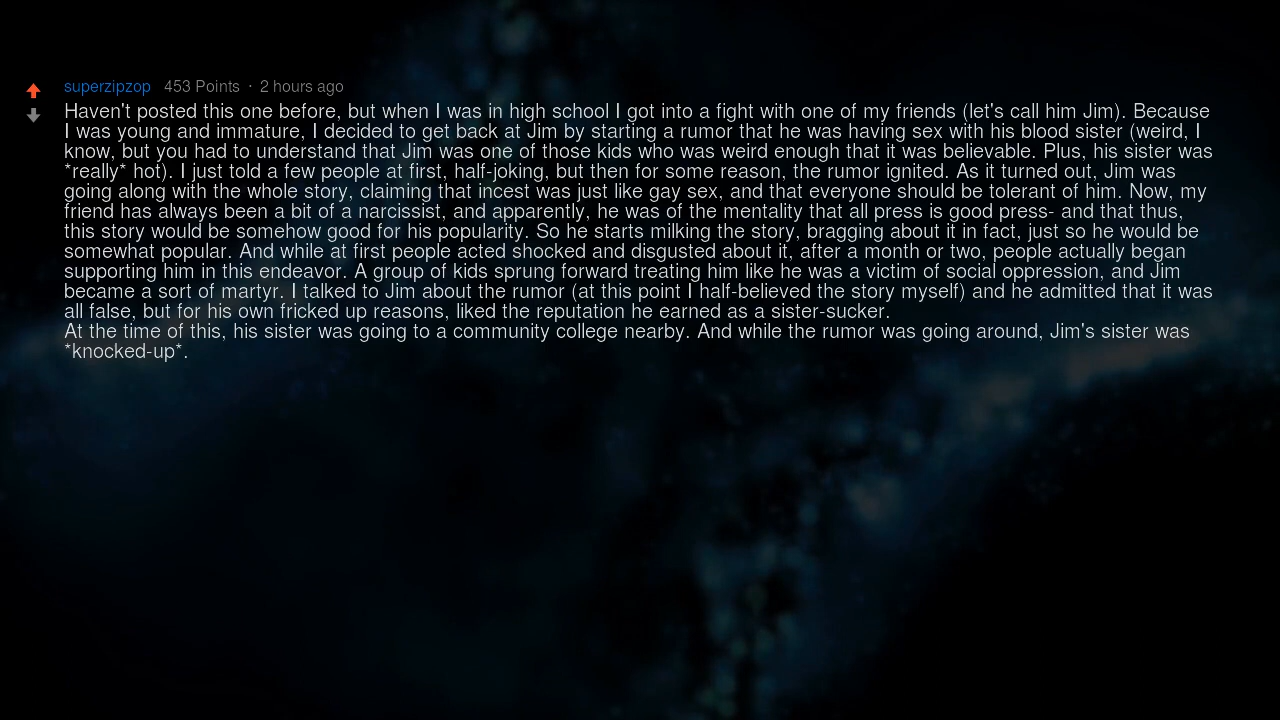 superzipzop 453 Points · 2 hours ago
Haven't posted this one before, but when I was in high school I got into a fight with one of my friends (let's call him Jim). Because
I was young and immature, I decided to get back at Jim by starting a rumor that he was having sex with his blood sister (weird, I
know, but you had to understand that Jim was one of those kids who was weird enough that it was believable. Plus, his sister was
*really* hot). I just told a few people at first, half-joking, but then for some reason, the rumor ignited. As it turned out, Jim was
going along with the whole story, claiming that incest was just like gay sex, and that everyone should be tolerant of him. Now, my
friend has always been a bit of a narcissist, and apparently, he was of the mentality that all press is good press- and that thus,
this story would be somehow good for his popularity. So he starts milking the story, bragging about it in fact, just so he would be
somewhat popular. And while at first people acted shocked and disgusted about it, after a month or two, people actually began
supporting him in this endeavor. A group of kids sprung forward treating him like he was a victim of social oppression, and Jim
became a sort of martyr. I talked to Jim about the rumor (at this point I half-believed the story myself) and he admitted that it was
all false, but for his own fricked up reasons, liked the reputation he earned as a sister-sucker.
At the time of this, his sister was going to a community college nearby. And while the rumor was going around, Jim's sister was
*knocked-up*.